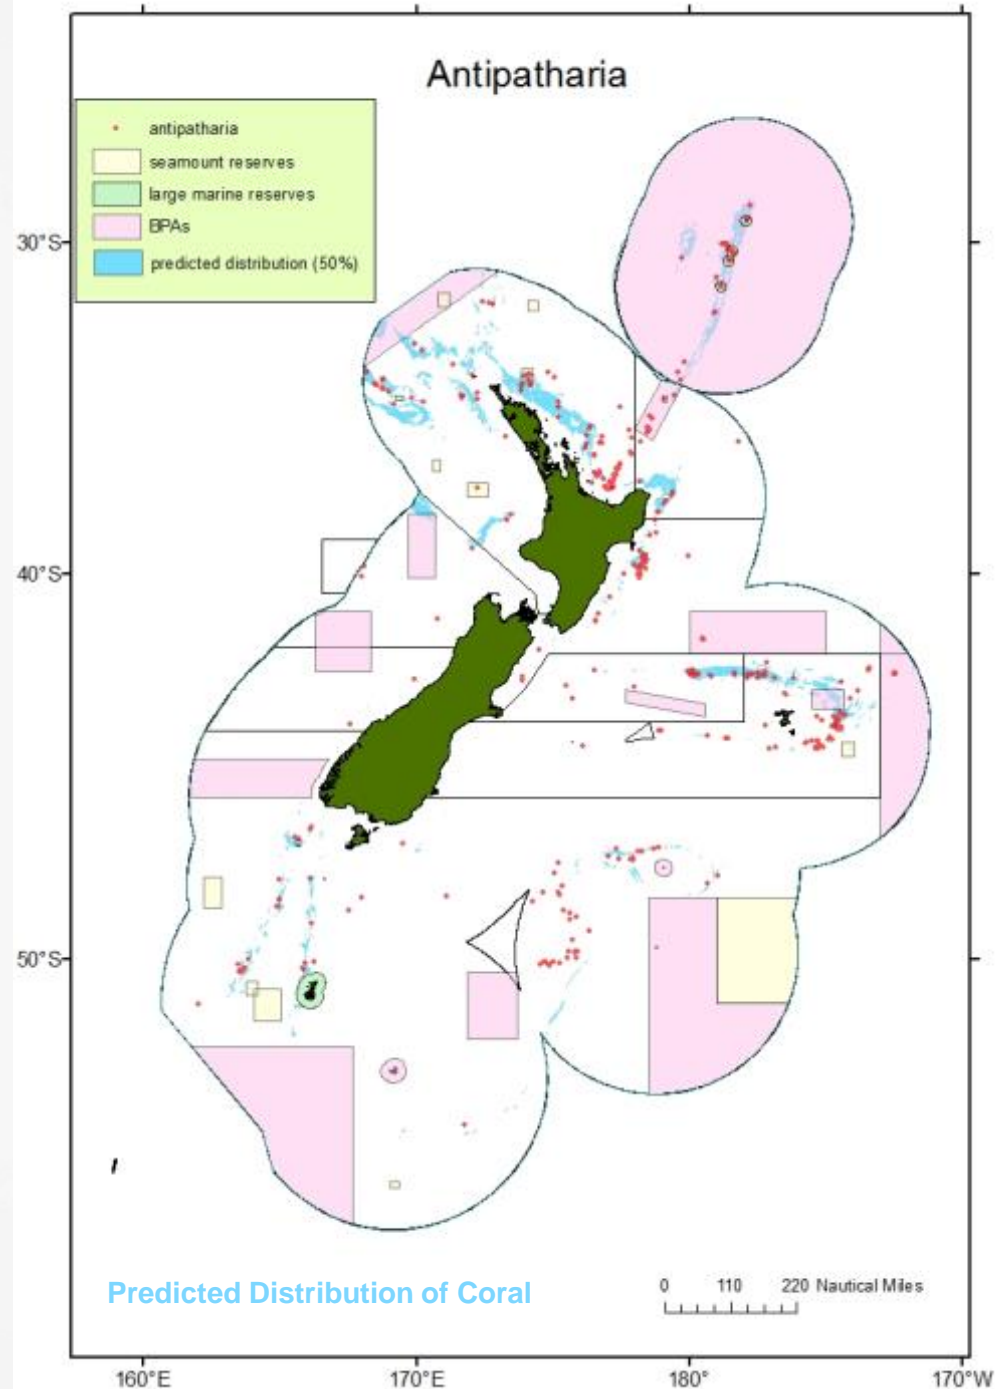 Antipatharia
antipatharia
seamount reserves
large marine reserves
BPAs
predicted distribution (50%)
30°S
40°S
50°S
Predicted Distribution of Coral
0 110 220 Nautical Miles
160°E 170°E 180° 170°W